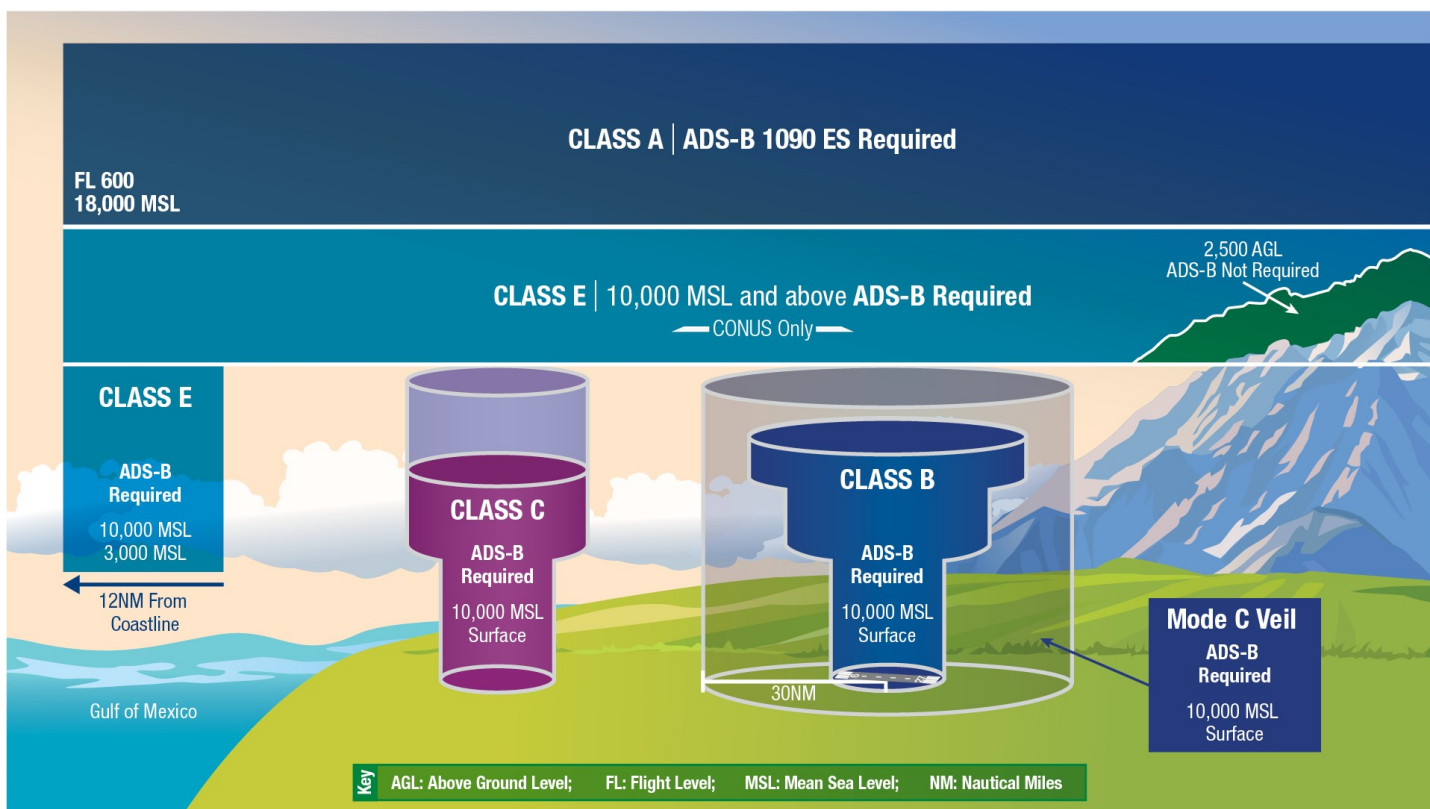 CLASS A | ADS-B 1090 ES Required
FL 600
18,000 MSL
2,500 AGL
ADS-B Not Required
CLASS E | 10,000 MSL and above ADS-B Required
CONUS Only
CLASS E
ADS-B
Required
10,000 MSL
3,000 MSL
12NM From
Coastline
Gulf of Mexico
CLASS C
ADS-B
Required
10,000 MSL
Surface
CLASS B
ADS-B
Required
10,000 MSL
Surface
30NM
Mode C Veil
ADS-B
Required
10,000 MSL
Surface
Key
AGL: Above Ground Level; FL: Flight Level; MSL: Mean Sea Level; NM: Nautical Miles